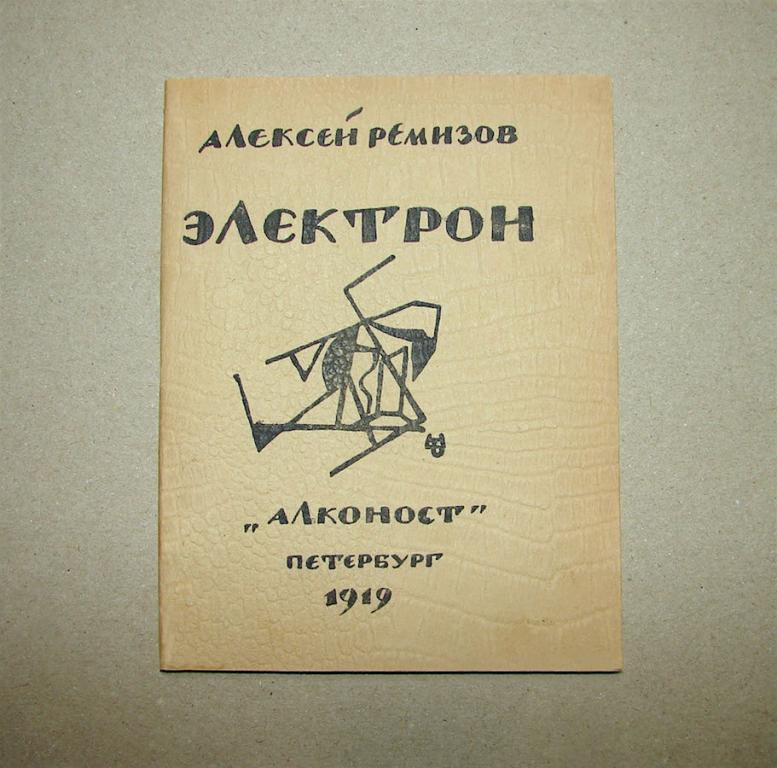 АЛЕКСЕЙ РЕМИЗОВ
ЭЛЕКТРОН
„АЛКОНОСТ”
ПЕТЕРБУРГ
1919